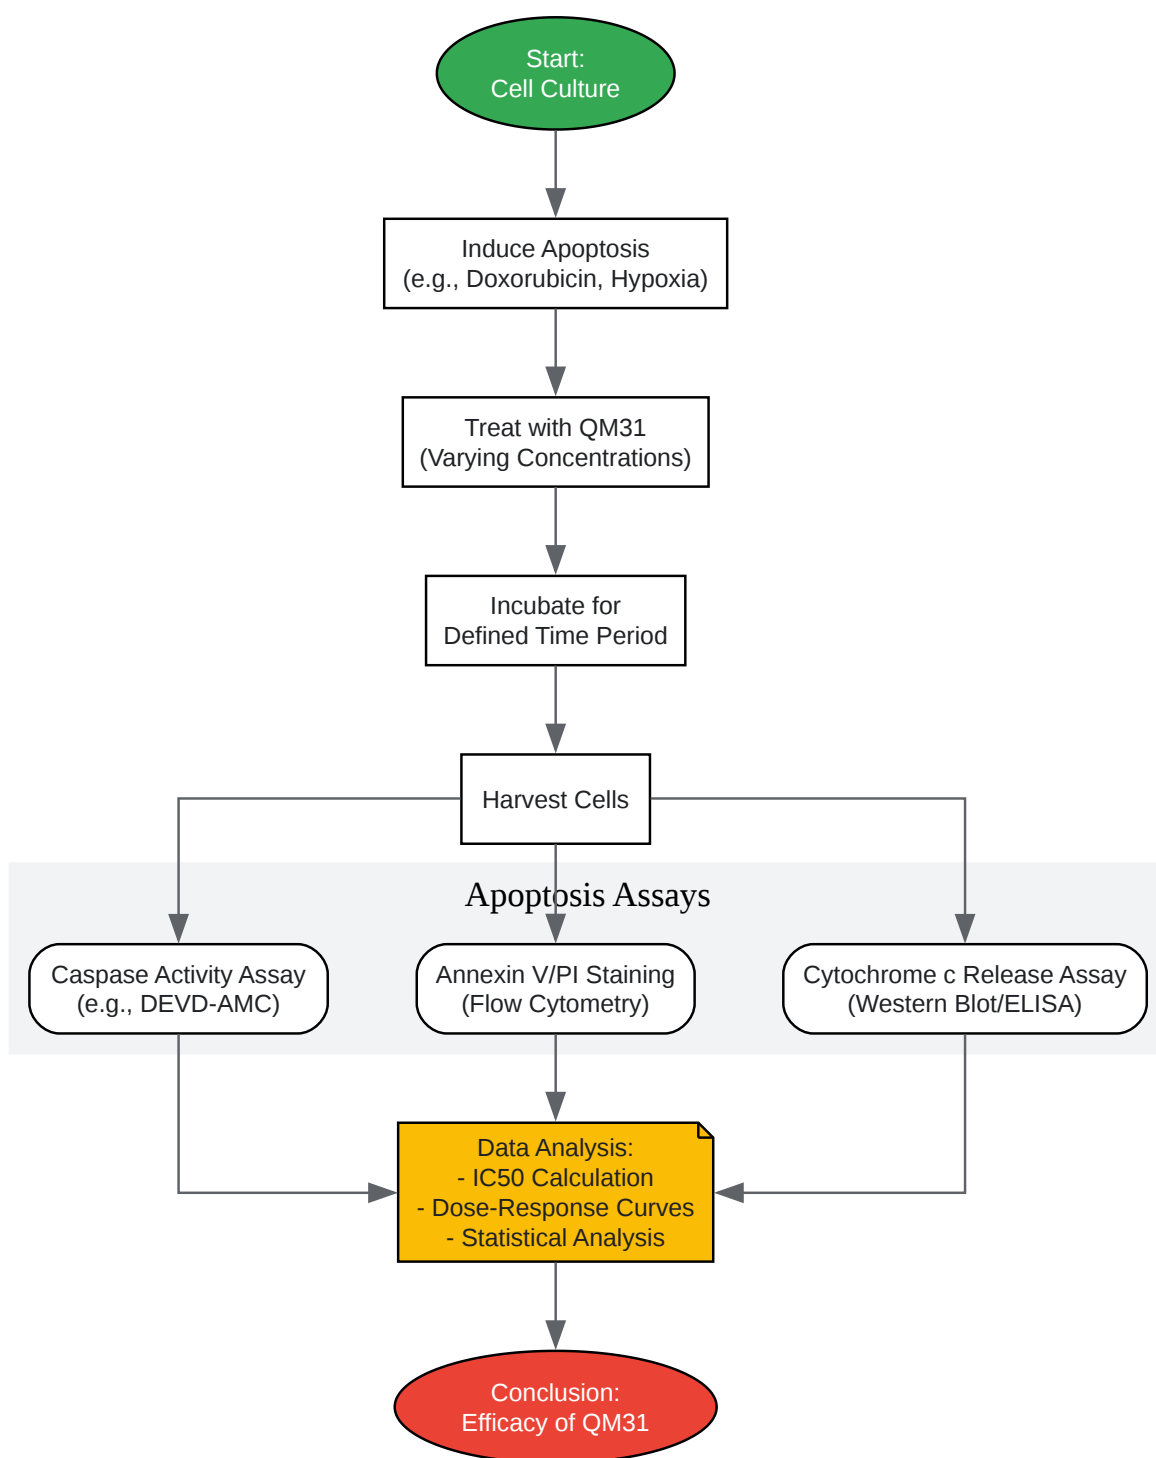 Start:
Cell Culture
Induce Apoptosis
(e.g., Doxorubicin, Hypoxia)
Treat with QM31
(Varying Concentrations)
Incubate for
Defined Time Period
Harvest Cells
Apoptosis Assays
Caspase Activity Assay
(e.g., DEVD-AMC)
Annexin V/PI Staining
(Flow Cytometry)
Cytochrome c Release Assay
(Western Blot/ELISA)
Data Analysis:
- IC50 Calculation
- Dose-Response Curves
- Statistical Analysis
Conclusion:
Efficacy of QM31